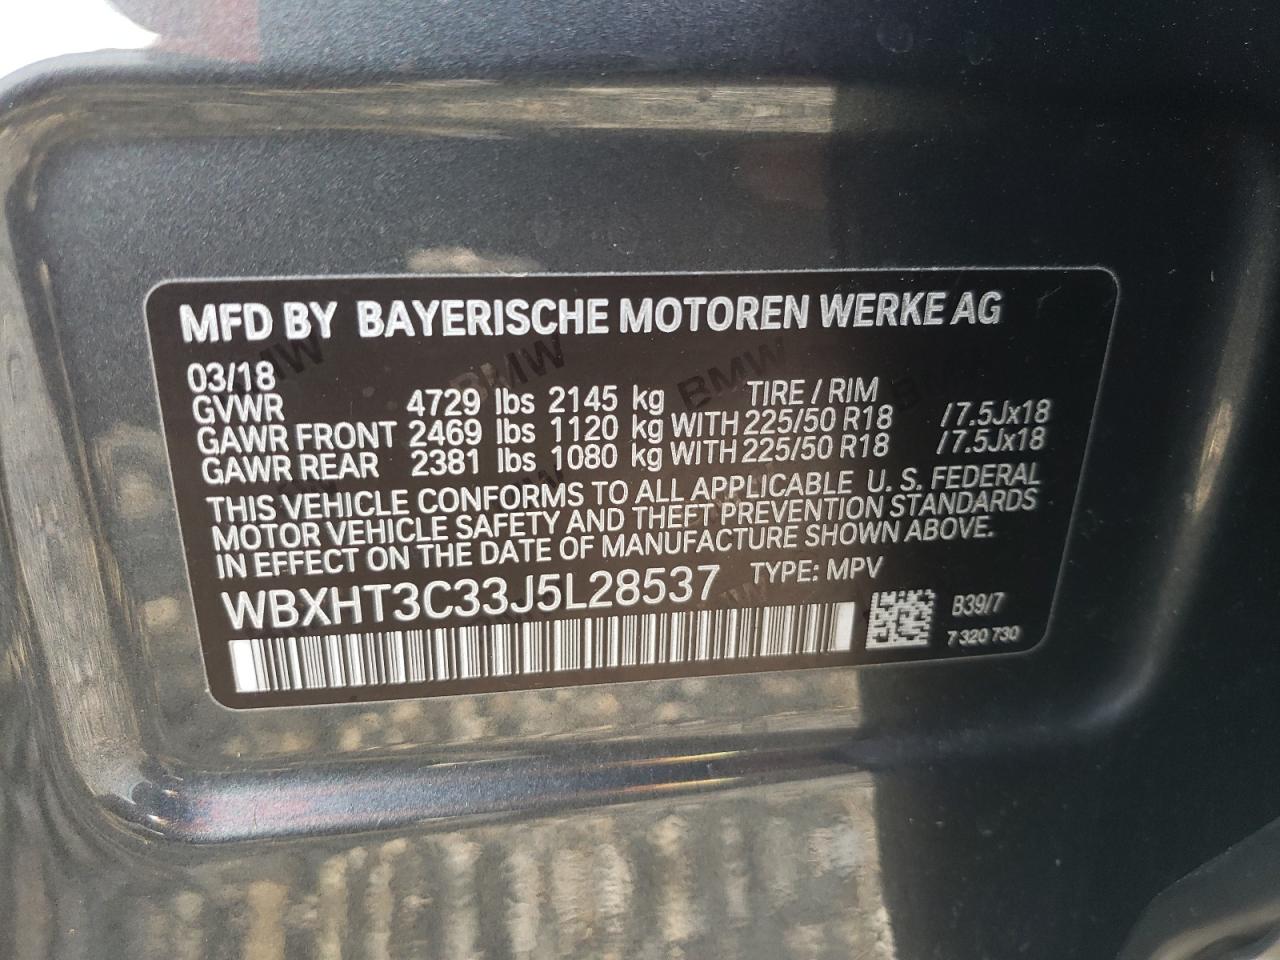 MFD BY BAYERISCHE MOTOREN WERKE AG
03/18 TIRE / RIM
GVWR 4729 lbs 2145 kg
GAWR FRONT 2469 lbs 1120 kg WITH 225/50 R18 /7.5Jx18
GAWR REAR 2381 lbs 1080 kg WITH 225/50 R18 /7.5Jx18
THIS VEHICLE CONFORMS TO ALL APPLICABLE U. S. FEDERAL
MOTOR VEHICLE SAFETY AND THEFT PREVENTION STANDARDS
IN EFFECT ON THE DATE OF MANUFACTURE SHOWN ABOVE.
WBXHT3C33J5L28537 TYPE: MPV
B39/7
7 320 730